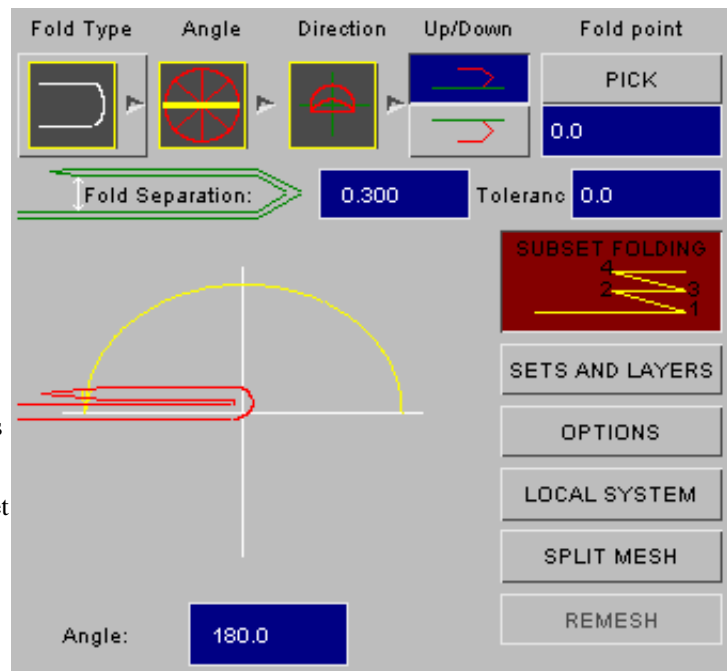 Fold Type Angle Direction Up/Down Fold point
PICK
0.0
Fold Separation: 0.300 Toleranc 0.0
SUBSET FOLDING
4
2 3
1
SETS AND LAYERS
OPTIONS
LOCAL SYSTEM
SPLIT MESH
REMESH
Angle: 180.0
s